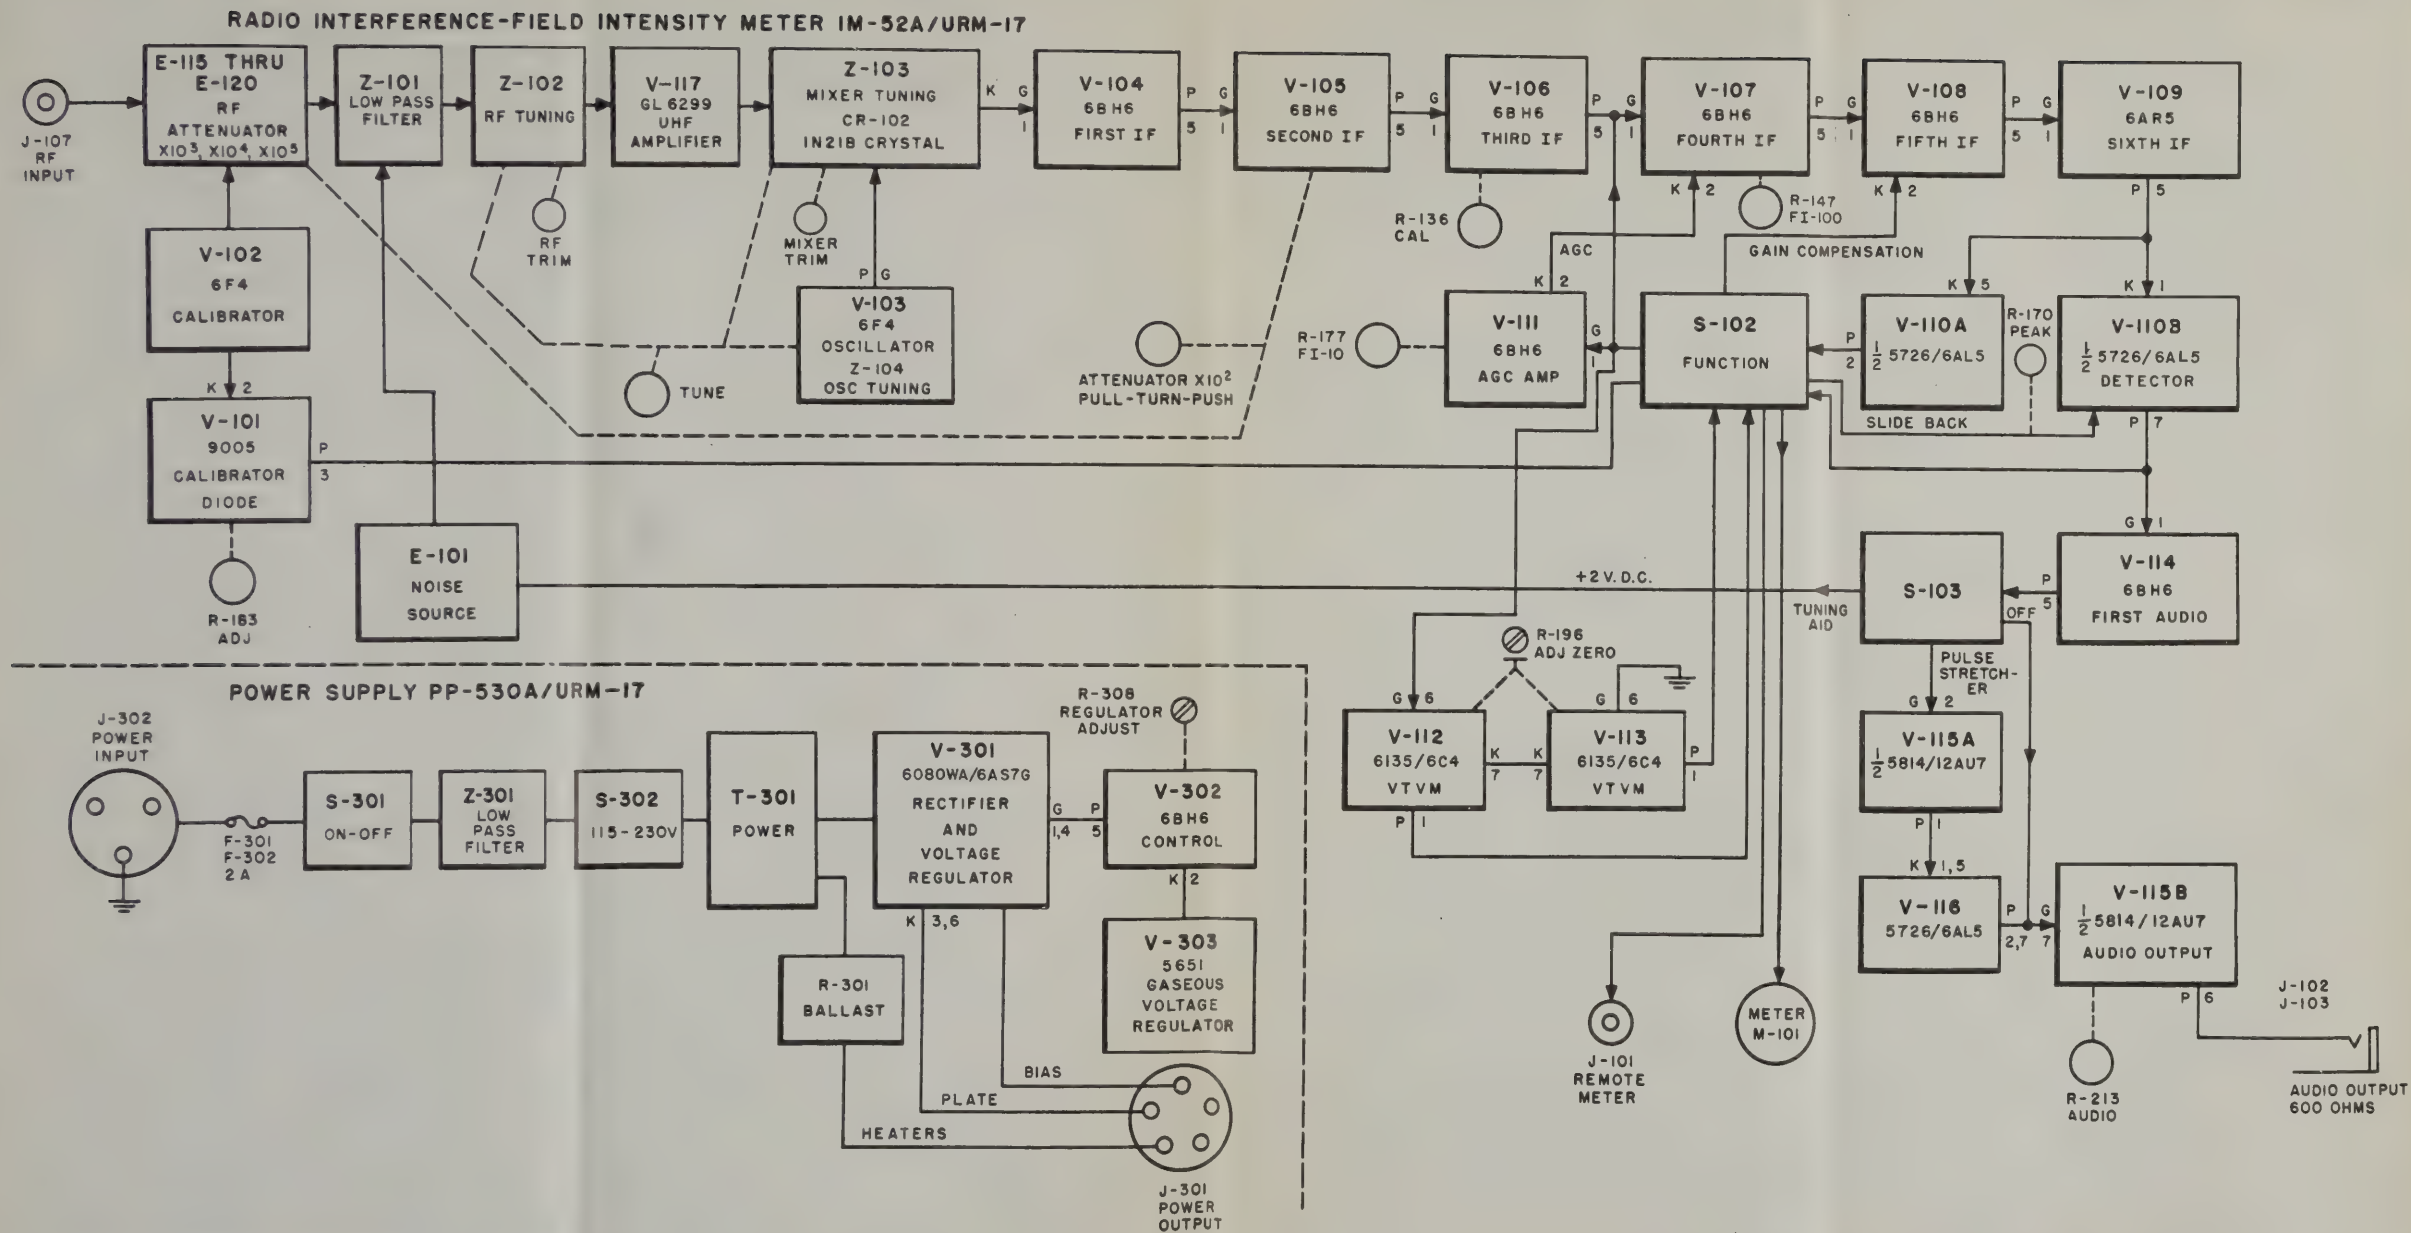 RADIO INTERFERENCE-FIELD INTENSITY METER IM-52A/URM-17
J-107
RF
INPUT
E-115 THRU
E-120
RF
ATTENUATOR
X10³, X10⁴, X10⁵
Z-101
LOW PASS
FILTER
Z-102
RF TUNING
V-117
GL 6299
UHF
AMPLIFIER
Z-103
MIXER TUNING
CR-102
IN21B CRYSTAL
K G
1
V-104
6BH6
FIRST IF
P G
5 1
V-105
6BH6
SECOND IF
P G
5 1
V-106
6BH6
THIRD IF
P G
5 1
V-107
6BH6
FOURTH IF
P G
5 1
V-108
6BH6
FIFTH IF
P G
5 1
V-109
6AR5
SIXTH IF
P 5
K 2
K 2
R-136
CAL
R-147
FI-100
RF
TRIM
MIXER
TRIM
AGC
GAIN COMPENSATION
V-102
6F4
CALIBRATOR
K 2
V-101
9005
CALIBRATOR
DIODE
P
3
R-183
ADJ
P G
V-103
6F4
OSCILLATOR
Z-104
OSC TUNING
TUNE
ATTENUATOR X10²
PULL-TURN-PUSH
R-177
FI-10
K 2
V-111
6BH6
AGC AMP
G
1
S-102
FUNCTION
P
2
K 5
V-110A
½ 5726/6AL5
R-170
PEAK
K 1
V-110B
½ 5726/6AL5
DETECTOR
P 7
SLIDE BACK
E-101
NOISE
SOURCE
+2 V.D.C.
TUNING
AID
S-103
OFF
P
5
G 1
V-114
6BH6
FIRST AUDIO
PULSE
STRETCH-
ER
G 2
V-115A
½ 5814/12AU7
P 1
K 1,5
V-116
5726/6AL5
P G
2,7 7
V-115B
½ 5814/12AU7
AUDIO OUTPUT
P 6
J-102
J-103
AUDIO OUTPUT
600 OHMS
R-213
AUDIO
R-196
ADJ ZERO
G 6
V-112
6135/6C4
VTVM
P 1
K K
7 7
G 6
V-113
6135/6C4
VTVM
P
1
J-101
REMOTE
METER
METER
M-101
POWER SUPPLY PP-530A/URM-17
J-302
POWER
INPUT
F-301
F-302
2 A
S-301
ON-OFF
Z-301
LOW
PASS
FILTER
S-302
115-230V
T-301
POWER
V-301
6080WA/6AS7G
RECTIFIER
AND
VOLTAGE
REGULATOR
K 3,6
G P
1,4 5
R-308
REGULATOR
ADJUST
V-302
6BH6
CONTROL
K 2
V-303
5651
GASEOUS
VOLTAGE
REGULATOR
R-301
BALLAST
BIAS
PLATE
HEATERS
J-301
POWER
OUTPUT